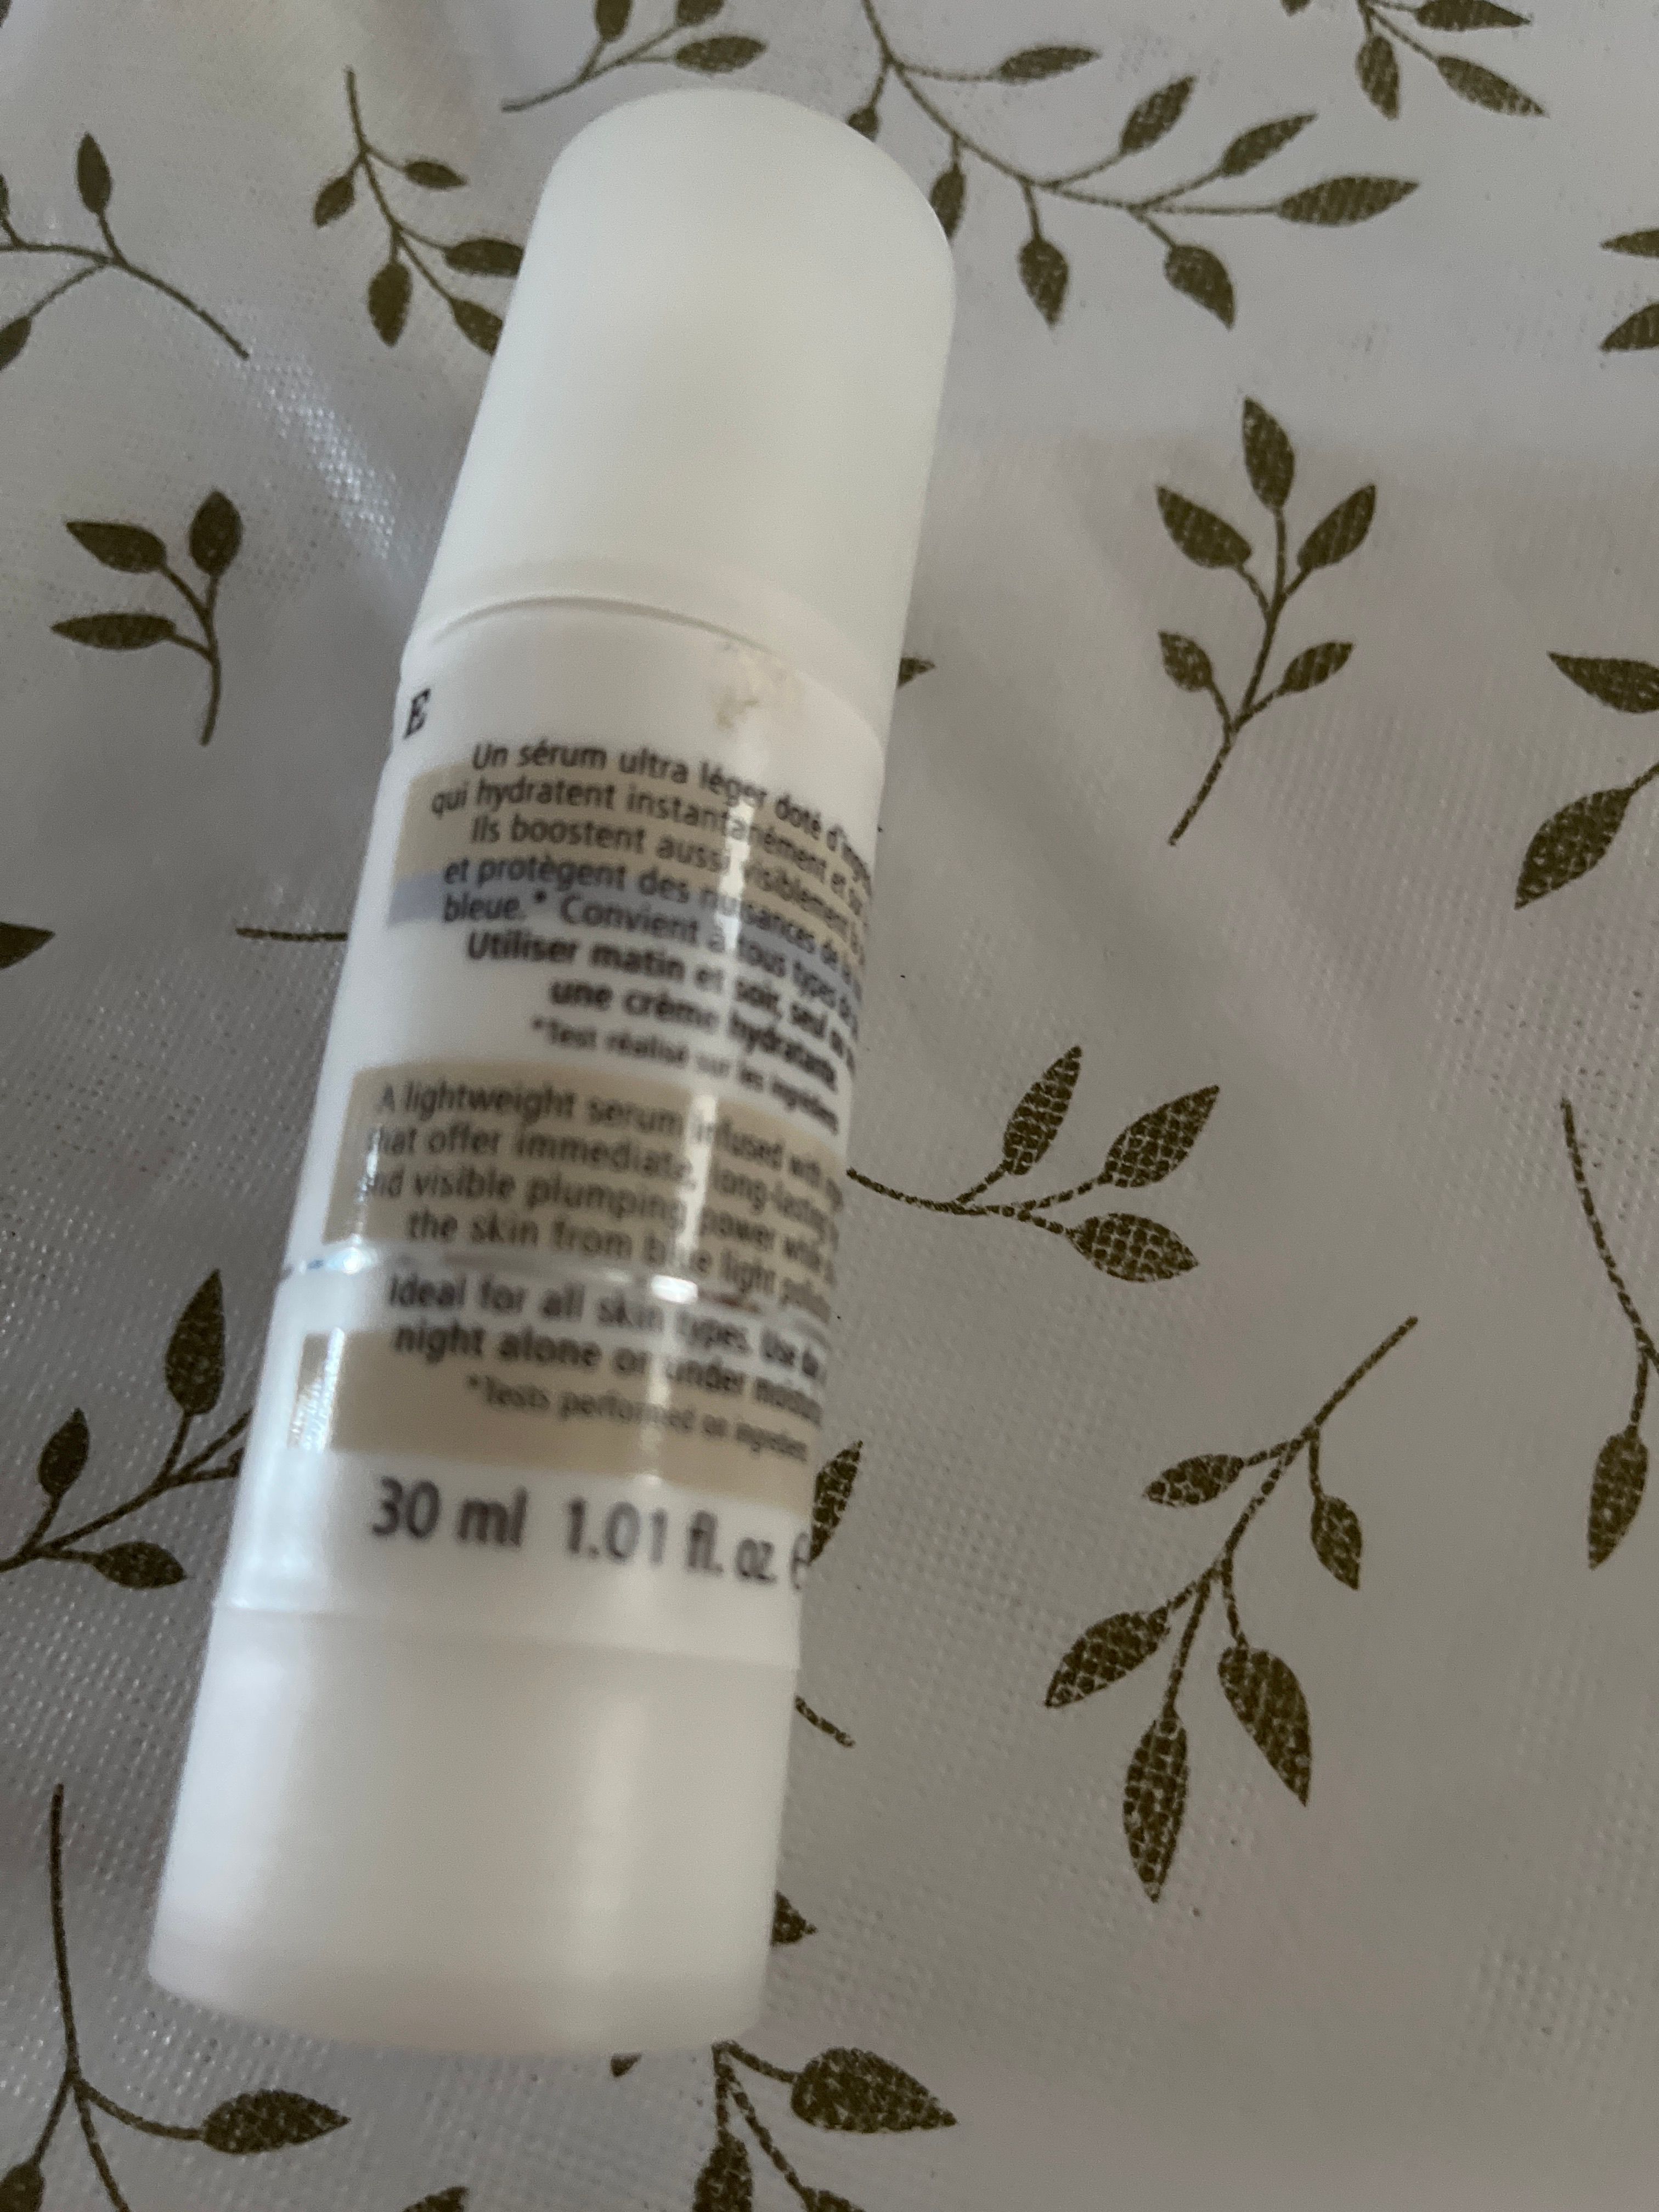 E
Un sérum ultra léger doté
qui hydratent instantanément et
Ils boostent aussi visiblement
et protègent des nuisances de
bleue.* Convient à tous types de
Utiliser matin et soir, seul
une crème hydratante.
*Test réalisé sur les ingrédients
A lightweight serum infused with
that offer immediate, long-lasting
and visible plumping power while
the skin from blue light
Ideal for all skin types. Use
night alone or under
*Tests performed on ingredients
30 ml 1.01 fl. oz. e